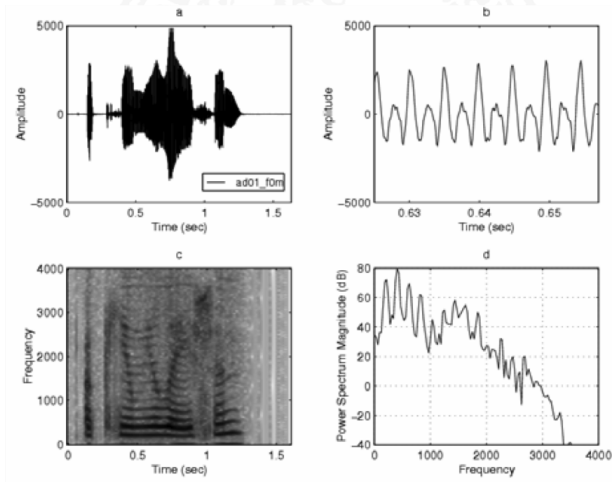 a
5000
0
−5000
Amplitude
ad01_f0m
0 0.5 1 1.5
Time (sec)
b
5000
0
−5000
Amplitude
0.63 0.64 0.65
Time (sec)
c
4000
3000
2000
1000
0
Frequency
0 0.5 1 1.5
Time (sec)
d
80
60
40
20
0
−20
−40
Power Spectrum Magnitude (dB)
0 1000 2000 3000 4000
Frequency